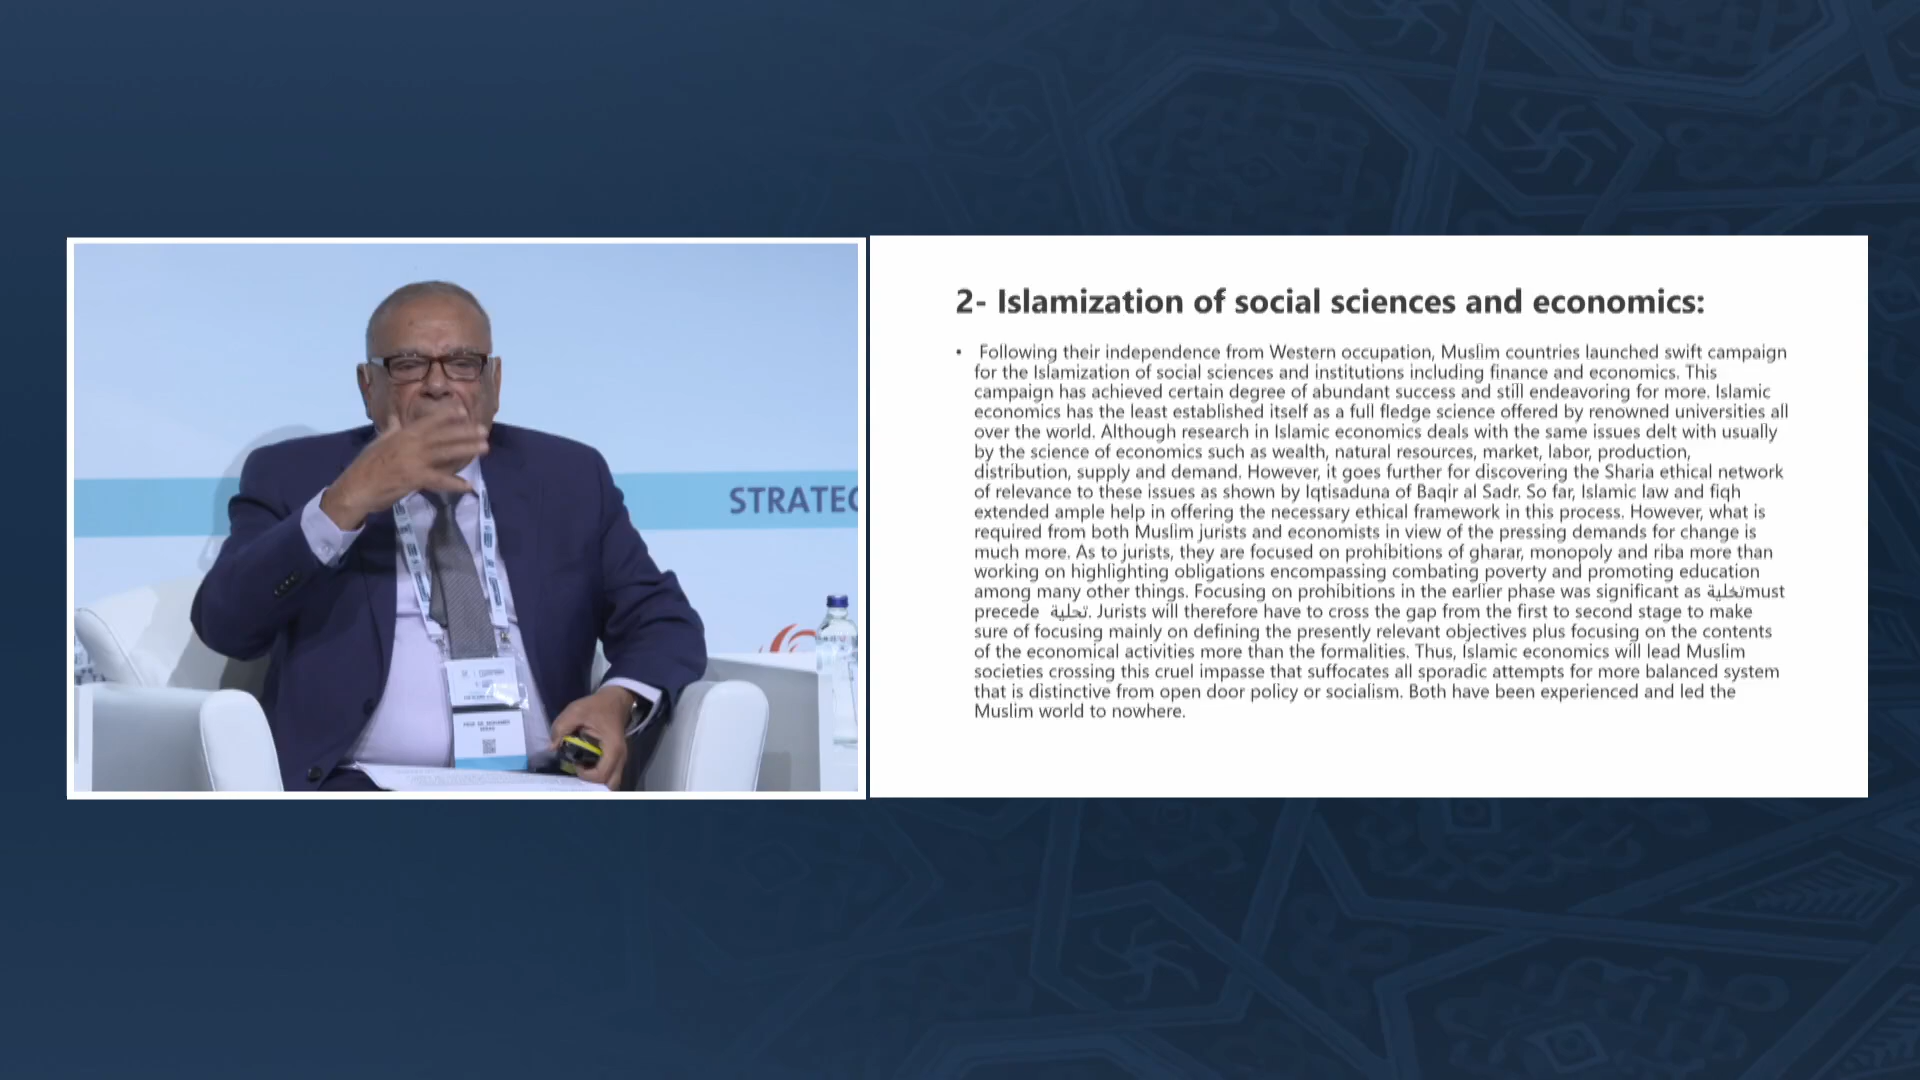 STRATEG
PROF. DR. MOHAMED
2- Islamization of social sciences and economics:
• Following their independence from Western occupation, Muslim countries launched swift campaign
for the Islamization of social sciences and institutions including finance and economics. This
campaign has achieved certain degree of abundant success and still endeavoring for more. Islamic
economics has the least established itself as a full fledge science offered by renowned universities all
over the world. Although research in Islamic economics deals with the same issues delt with usually
by the science of economics such as wealth, natural resources, market, labor, production,
distribution, supply and demand. However, it goes further for discovering the Sharia ethical network
of relevance to these issues as shown by Iqtisaduna of Baqir al Sadr. So far, Islamic law and fiqh
extended ample help in offering the necessary ethical framework in this process. However, what is
required from both Muslim jurists and economists in view of the pressing demands for change is
much more. As to jurists, they are focused on prohibitions of gharar, monopoly and riba more than
working on highlighting obligations encompassing combating poverty and promoting education
among many other things. Focusing on prohibitions in the earlier phase was significant as تخليةmust
precede تحلية. Jurists will therefore have to cross the gap from the first to second stage to make
sure of focusing mainly on defining the presently relevant objectives plus focusing on the contents
of the economical activities more than the formalities. Thus, Islamic economics will lead Muslim
societies crossing this cruel impasse that suffocates all sporadic attempts for more balanced system
that is distinctive from open door policy or socialism. Both have been experienced and led the
Muslim world to nowhere.